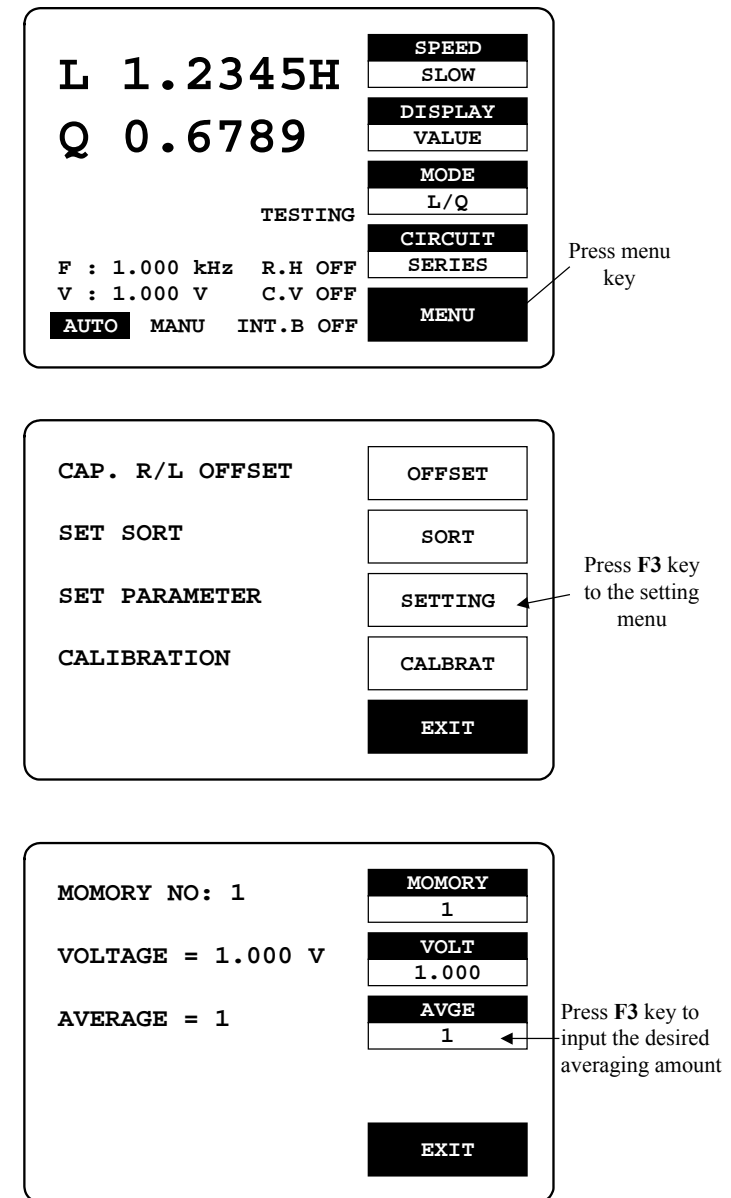 L 1.2345H
Q 0.6789
TESTING
F : 1.000 kHz R.H OFF
V : 1.000 V C.V OFF
AUTO MANU INT.B OFF
SPEED
SLOW
DISPLAY
VALUE
MODE
L/Q
CIRCUIT
SERIES
MENU
Press menu
key
CAP. R/L OFFSET
OFFSET
SET SORT
SORT
SET PARAMETER
SETTING
CALIBRATION
CALBRAT
EXIT
Press F3 key
to the setting
menu
MOMORY NO: 1
MOMORY
1
VOLTAGE = 1.000 V
VOLT
1.000
AVERAGE = 1
AVGE
1
EXIT
Press F3 key to
input the desired
averaging amount